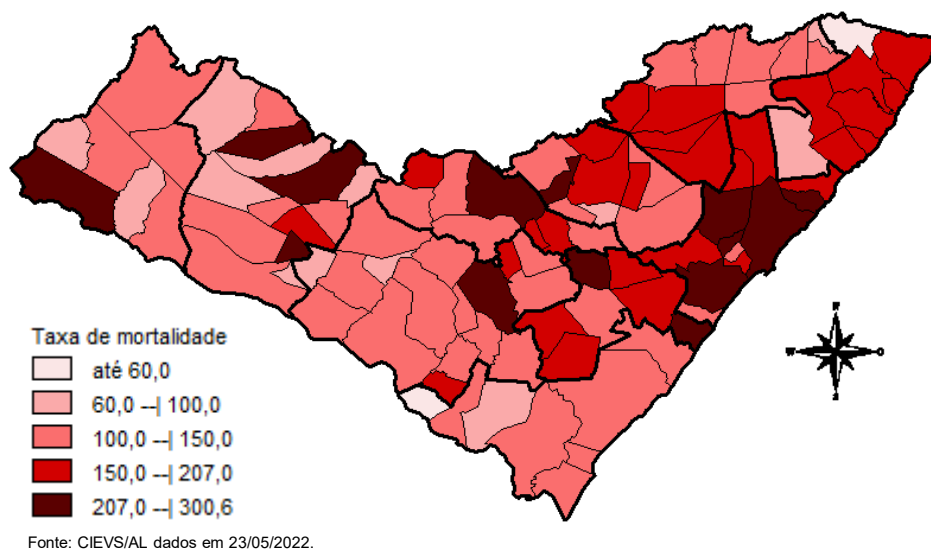 Taxa de mortalidade
até 60,0
60,0 --| 100,0
100,0 --| 150,0
150,0 --| 207,0
207,0 --| 300,6
Fonte: CIEVS/AL dados em 23/05/2022.